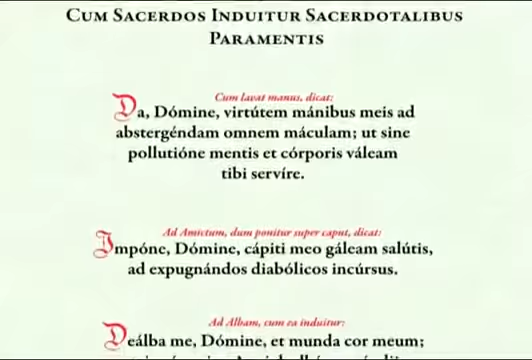 Cum Sacerdos Induitur Sacerdotalibus
Paramentis
Cum lavat manus, dicat:
Da, Dómine, virtútem mánibus meis ad
abstergéndam omnem máculam; ut sine
pollutióne mentis et córporis váleam
tibi servíre.
Ad Amictum, dum ponitur super caput, dicat:
Impóne, Dómine, cápiti meo gáleam salútis,
ad expugnándos diabólicos incúrsus.
Ad Albam, cum ea induitur:
Deálba me, Dómine, et munda cor meum;